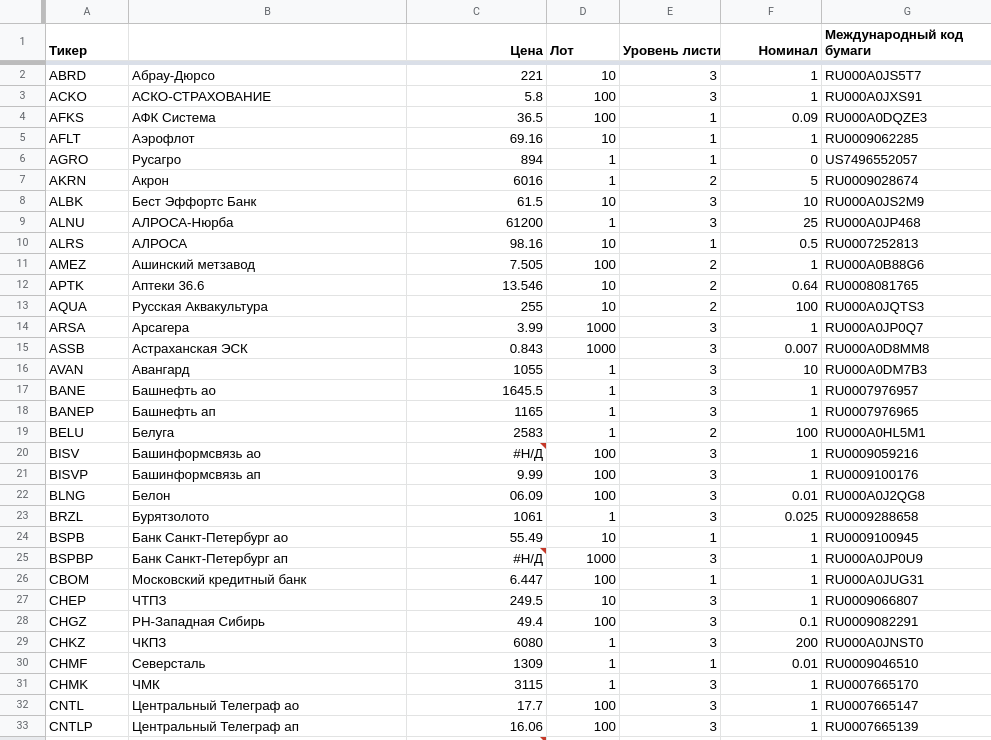 A B C D E F G
1 Тикер Цена Лот Уровень листи Номинал Международный код
бумаги
2 ABRD Абрау-Дюрсо 221 10 3 1 RU000A0JS5T7
3 ACKO АСКО-СТРАХОВАНИЕ 5.8 100 3 1 RU000A0JXS91
4 AFKS АФК Система 36.5 100 1 0.09 RU000A0DQZE3
5 AFLT Аэрофлот 69.16 10 1 1 RU0009062285
6 AGRO Русагро 894 1 1 0 US7496552057
7 AKRN Акрон 6016 1 2 5 RU0009028674
8 ALBK Бест Эффортс Банк 61.5 10 3 10 RU000A0JS2M9
9 ALNU АЛРОСА-Нюрба 61200 1 3 25 RU000A0JP468
10 ALRS АЛРОСА 98.16 10 1 0.5 RU0007252813
11 AMEZ Ашинский метзавод 7.505 100 2 1 RU000A0B88G6
12 APTK Аптеки 36.6 13.546 10 2 0.64 RU0008081765
13 AQUA Русская Аквакультура 255 10 2 100 RU000A0JQTS3
14 ARSA Арсагера 3.99 1000 3 1 RU000A0JP0Q7
15 ASSB Астраханская ЭСК 0.843 1000 3 0.007 RU000A0D8MM8
16 AVAN Авангард 1055 1 3 10 RU000A0DM7B3
17 BANE Башнефть ао 1645.5 1 3 1 RU0007976957
18 BANEP Башнефть ап 1165 1 3 1 RU0007976965
19 BELU Белуга 2583 1 2 100 RU000A0HL5M1
20 BISV Башинформсвязь ао #Н/Д 100 3 1 RU0009059216
21 BISVP Башинформсвязь ап 9.99 100 3 1 RU0009100176
22 BLNG Белон 06.09 100 3 0.01 RU000A0J2QG8
23 BRZL Бурятзолото 1061 1 3 0.025 RU0009288658
24 BSPB Банк Санкт-Петербург ао 55.49 10 1 1 RU0009100945
25 BSPBP Банк Санкт-Петербург ап #Н/Д 1000 3 1 RU000A0JP0U9
26 CBOM Московский кредитный банк 6.447 100 1 1 RU000A0JUG31
27 CHEP ЧТПЗ 249.5 10 3 1 RU0009066807
28 CHGZ РН-Западная Сибирь 49.4 100 3 0.1 RU0009082291
29 CHKZ ЧКПЗ 6080 1 3 200 RU000A0JNST0
30 CHMF Северсталь 1309 1 1 0.01 RU0009046510
31 CHMK ЧМК 3115 1 3 1 RU0007665170
32 CNTL Центральный Телеграф ао 17.7 100 3 1 RU0007665147
33 CNTLP Центральный Телеграф ап 16.06 100 3 1 RU0007665139